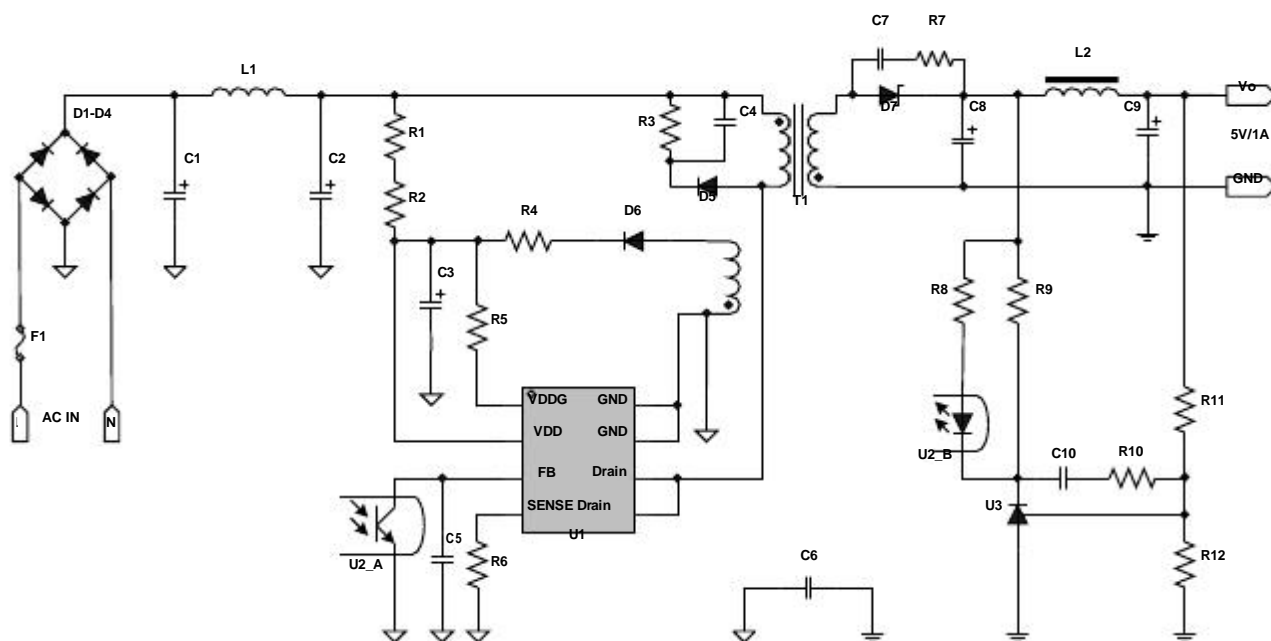 C7
R7
L1
L2
D1-D4
D7
C8
C9
Vo
R3
C4
R1
5V/1A
C1
C2
R2
D5
T1
GND
R4
D6
C3
R8
R9
R5
F1
VDDG
GND
R11
AC IN
N
VDD
GND
U2_B
C10
R10
FB
Drain
SENSE
Drain
U3
U1
C5
R6
U2_A
C6
R12